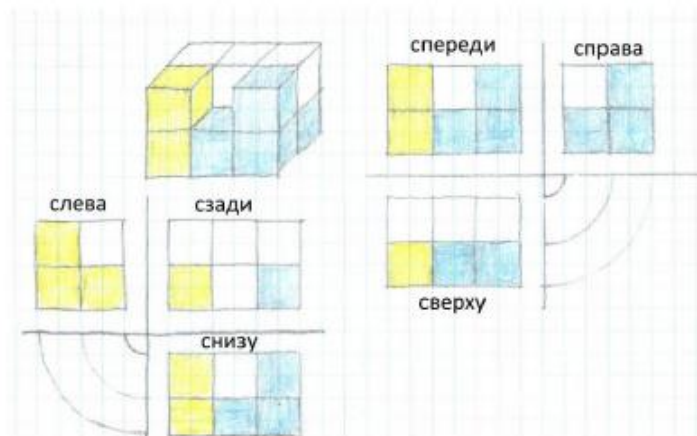 спереди
справа
слева
сзади
сверху
снизу